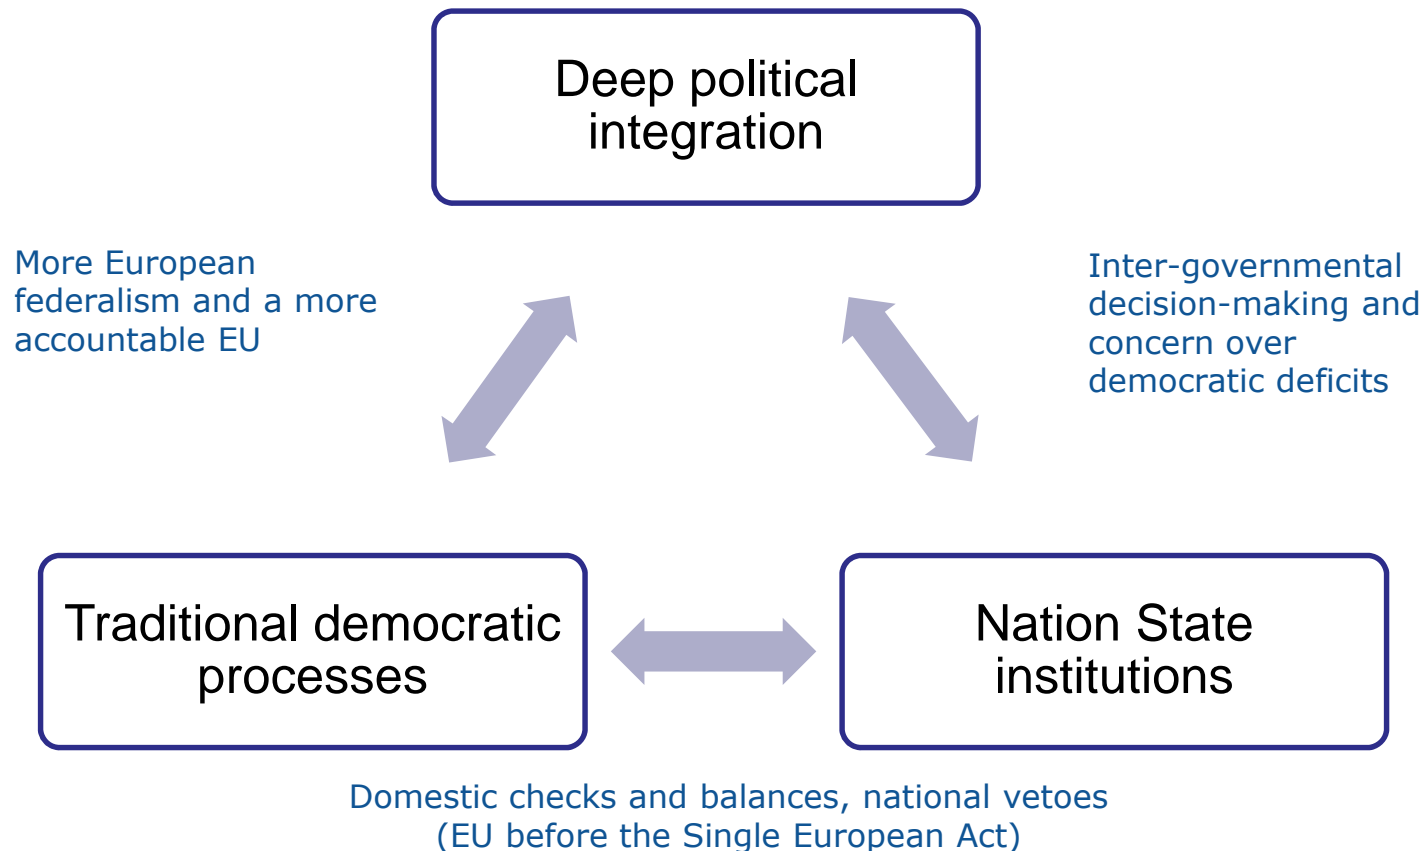 Deep political
integration
More European
federalism and a more
accountable EU
Inter-governmental
decision-making and
concern over
democratic deficits
Traditional democratic
processes
Nation State
institutions
Domestic checks and balances, national vetoes
(EU before the Single European Act)